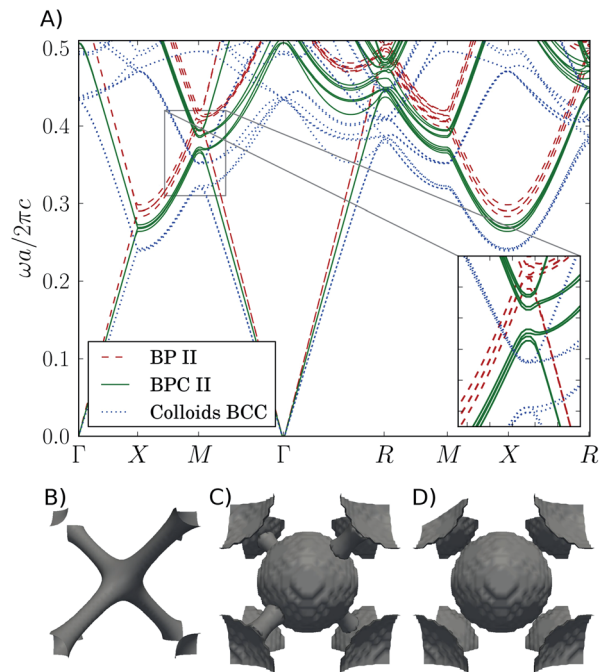 A)
0.5
0.4
0.3
0.2
0.1
0.0
ωa/2πc
BP II
BPC II
Colloids BCC
Γ X M Γ R M X R
B) C) D)